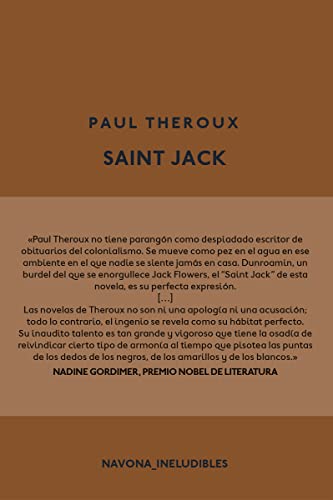 PAUL THEROUX
SAINT JACK
«Paul Theroux no tiene parangón como despiadado escritor de
obituarios del colonialismo. Se mueve como pez en el agua en ese
ambiente en el que nadie se siente jamás en casa. Dunroamin, un
burdel del que se enorgullece Jack Flowers, el "Saint Jack" de esta
novela, es su perfecta expresión.
[...]
Las novelas de Theroux no son ni una apología ni una acusación;
todo lo contrario, el ingenio se revela como su hábitat perfecto.
Su inaudito talento es tan grande y vigoroso que tiene la osadía de
reivindicar cierto tipo de armonía al tiempo que pisotea las puntas
de los dedos de los negros, de los amarillos y de los blancos.»
NADINE GORDIMER, PREMIO NOBEL DE LITERATURA
NAVONA_INELUDIBLES